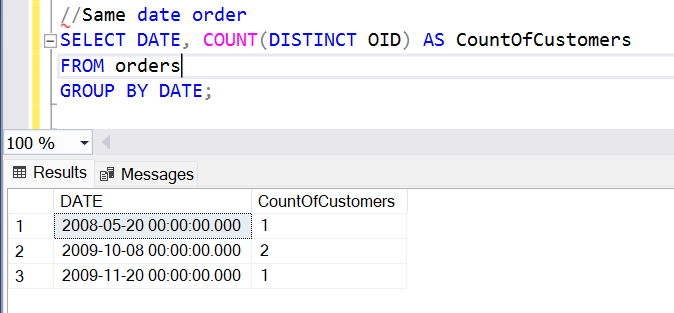 //Same date order
SELECT DATE, COUNT(DISTINCT OID) AS CountOfCustomers
FROM orders
GROUP BY DATE;
100 %
Results Messages
DATE CountOfCustomers
1 2008-05-20 00:00:00.000 1
2 2009-10-08 00:00:00.000 2
3 2009-11-20 00:00:00.000 1